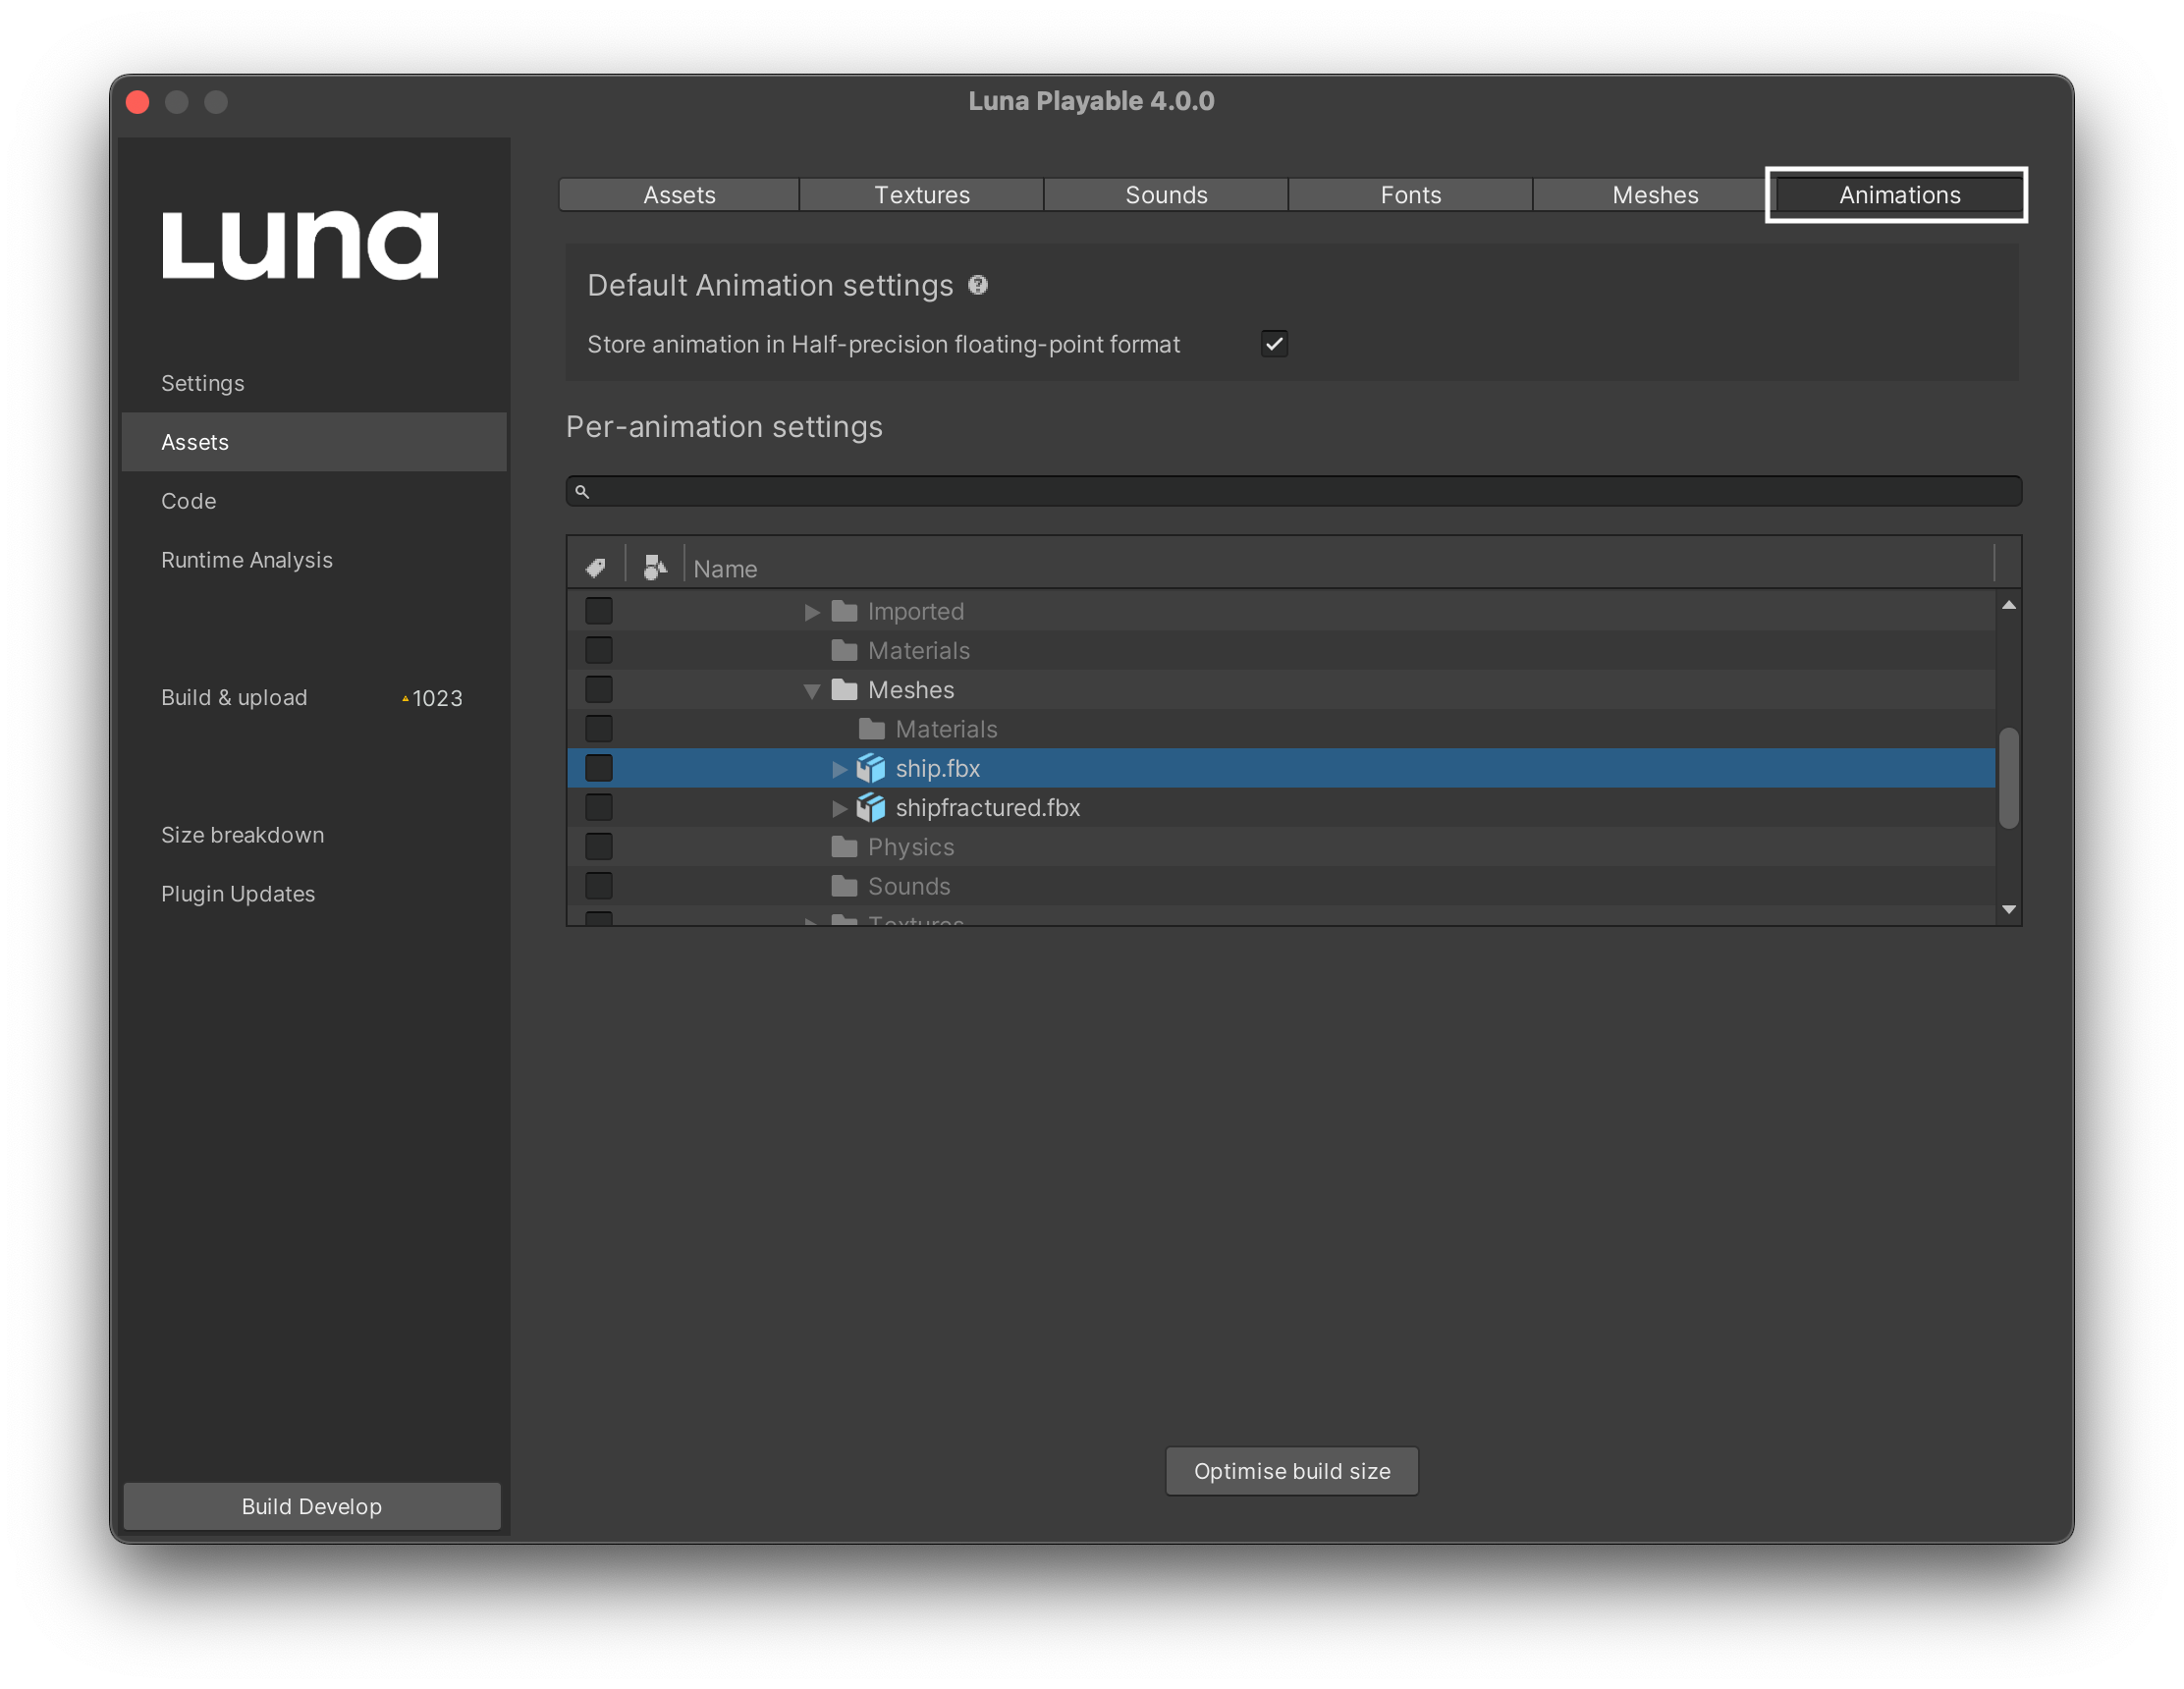 Luna Playable 4.0.0
Luna
Settings
Assets
Code
Runtime Analysis
Build & upload 1023
Size breakdown
Plugin Updates
Build Develop
Assets Textures Sounds Fonts Meshes Animations
Default Animation settings ?
Store animation in Half-precision floating-point format
Per-animation settings
Name
Imported
Materials
Meshes
Materials
ship.fbx
shipfractured.fbx
Physics
Sounds
Textures
Optimise build size